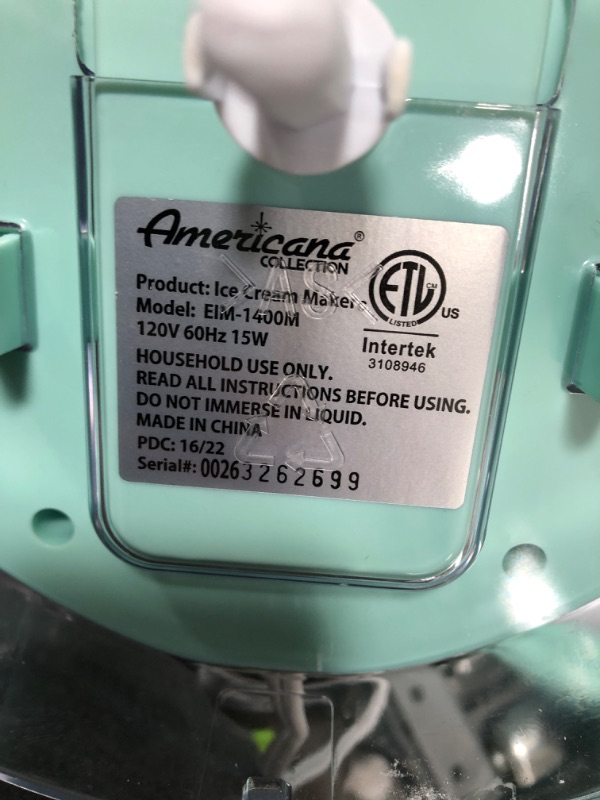 Americana®
COLLECTION
Product: Ice Cream Maker
Model: EIM-1400M
120V 60Hz 15W
HOUSEHOLD USE ONLY.
READ ALL INSTRUCTIONS BEFORE USING.
DO NOT IMMERSE IN LIQUID.
MADE IN CHINA
PDC: 16/22
Serial#: 00263262699
ETL CM
LISTED
US
Intertek
3108946